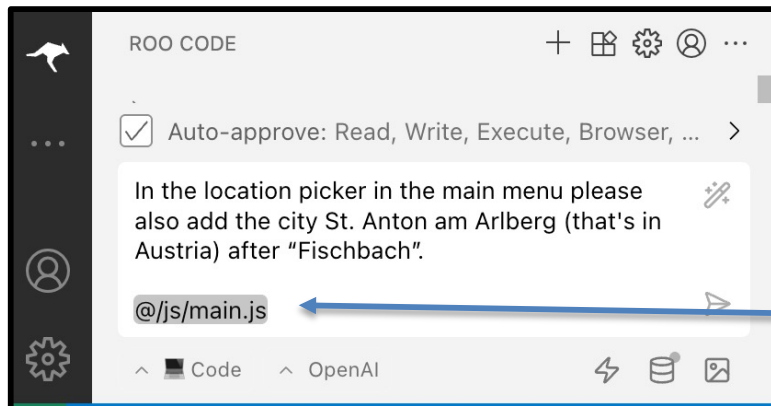 ROO CODE
Auto-approve: Read, Write, Execute, Browser, ...
In the location picker in the main menu please
also add the city St. Anton am Arlberg (that's in
Austria) after “Fischbach”.
@/js/main.js
Code OpenAI